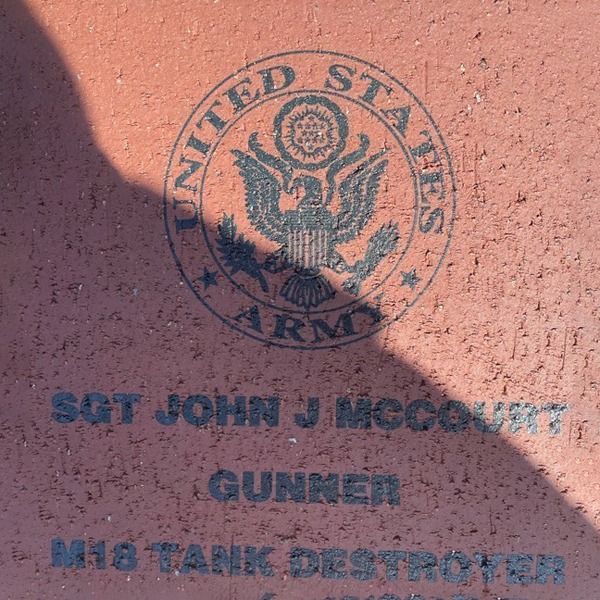 UNITED STATES
ARMY
SGT JOHN J MCCOURT
GUNNER
M18 TANK DESTROYER